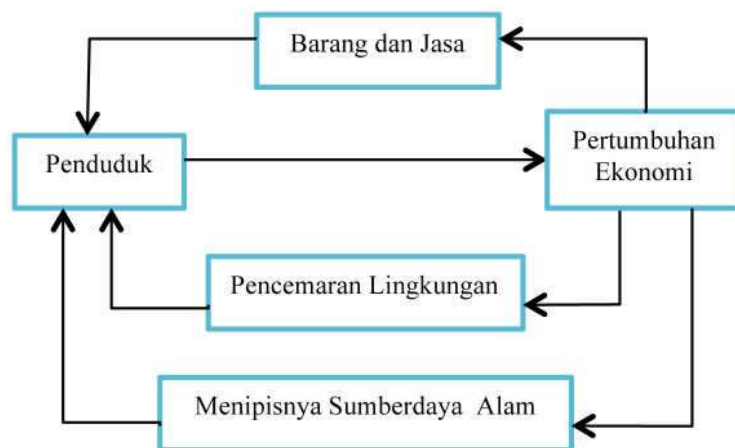 Barang dan Jasa
Penduduk
Pertumbuhan
Ekonomi
Pencemaran Lingkungan
Menipisnya Sumberdaya Alam